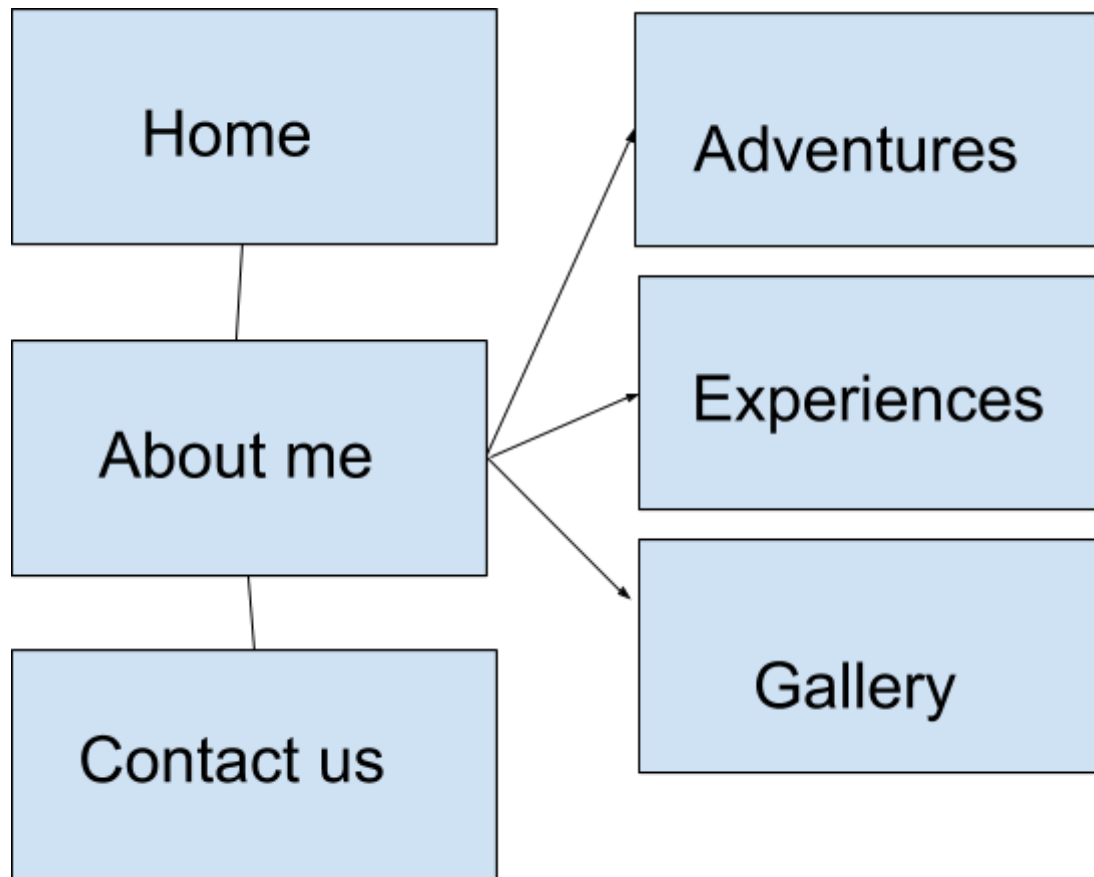 Home
About me
Contact us
Adventures
Experiences
Gallery